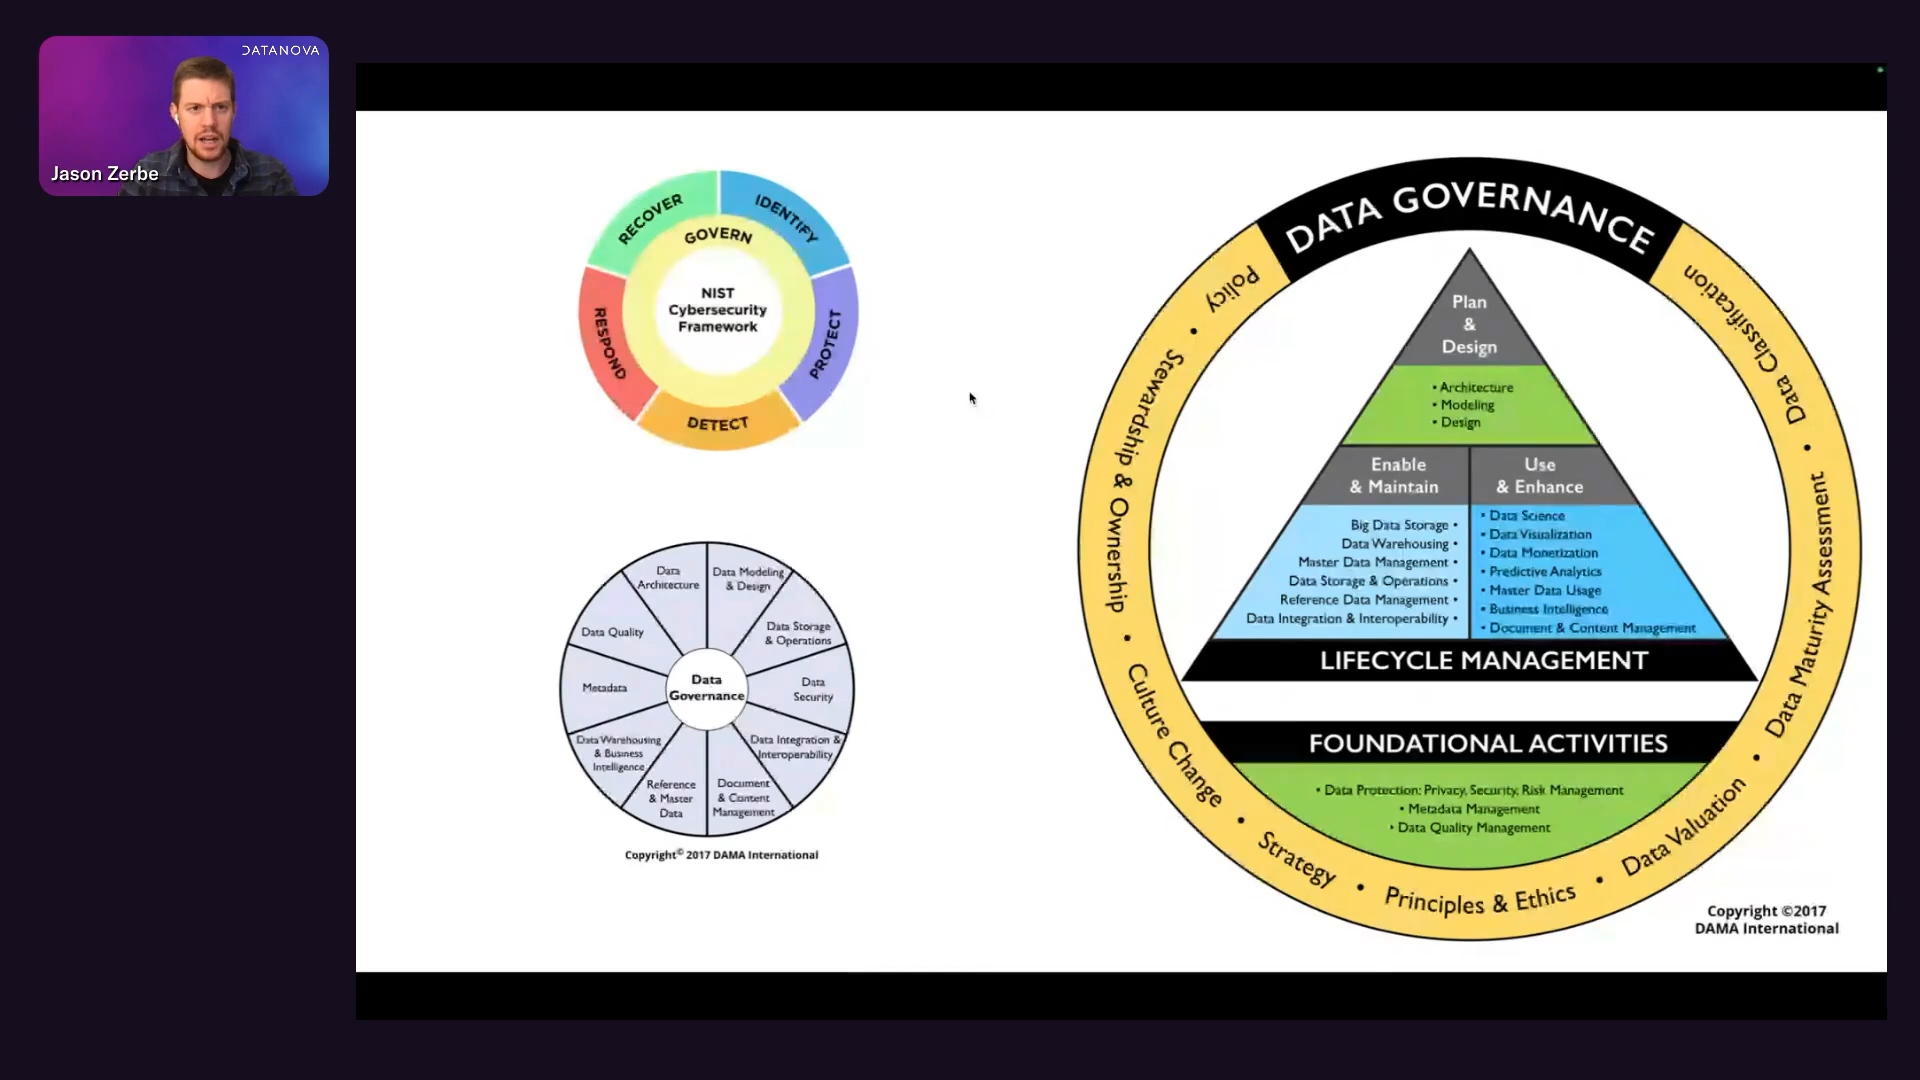 DATANOVA
Jason Zerbe
RECOVER
IDENTIFY
GOVERN
NIST
Cybersecurity
Framework
RESPOND
PROTECT
DETECT
Data
Architecture
Data Modeling
& Design
Data Quality
Data Storage
& Operations
Metadata
Data
Governance
Data
Security
Data Warehousing
& Business
Intelligence
Data Integration &
Interoperability
Reference
& Master
Data
Document
& Content
Management
Copyright© 2017 DAMA International
DATA GOVERNANCE
Policy • Stewardship & Ownership • Culture Change • Strategy • Principles & Ethics • Data Valuation • Data Maturity Assessment • Data Classification
Plan
&
Design
• Architecture
• Modeling
• Design
Enable
& Maintain
Big Data Storage •
Data Warehousing •
Master Data Management •
Data Storage & Operations •
Reference Data Management •
Data Integration & Interoperability •
Use
& Enhance
• Data Science
• Data Visualization
• Data Monetization
• Predictive Analytics
• Master Data Usage
• Business Intelligence
• Document & Content Management
LIFECYCLE MANAGEMENT
FOUNDATIONAL ACTIVITIES
• Data Protection: Privacy, Security, Risk Management
• Metadata Management
• Data Quality Management
Copyright ©2017
DAMA International